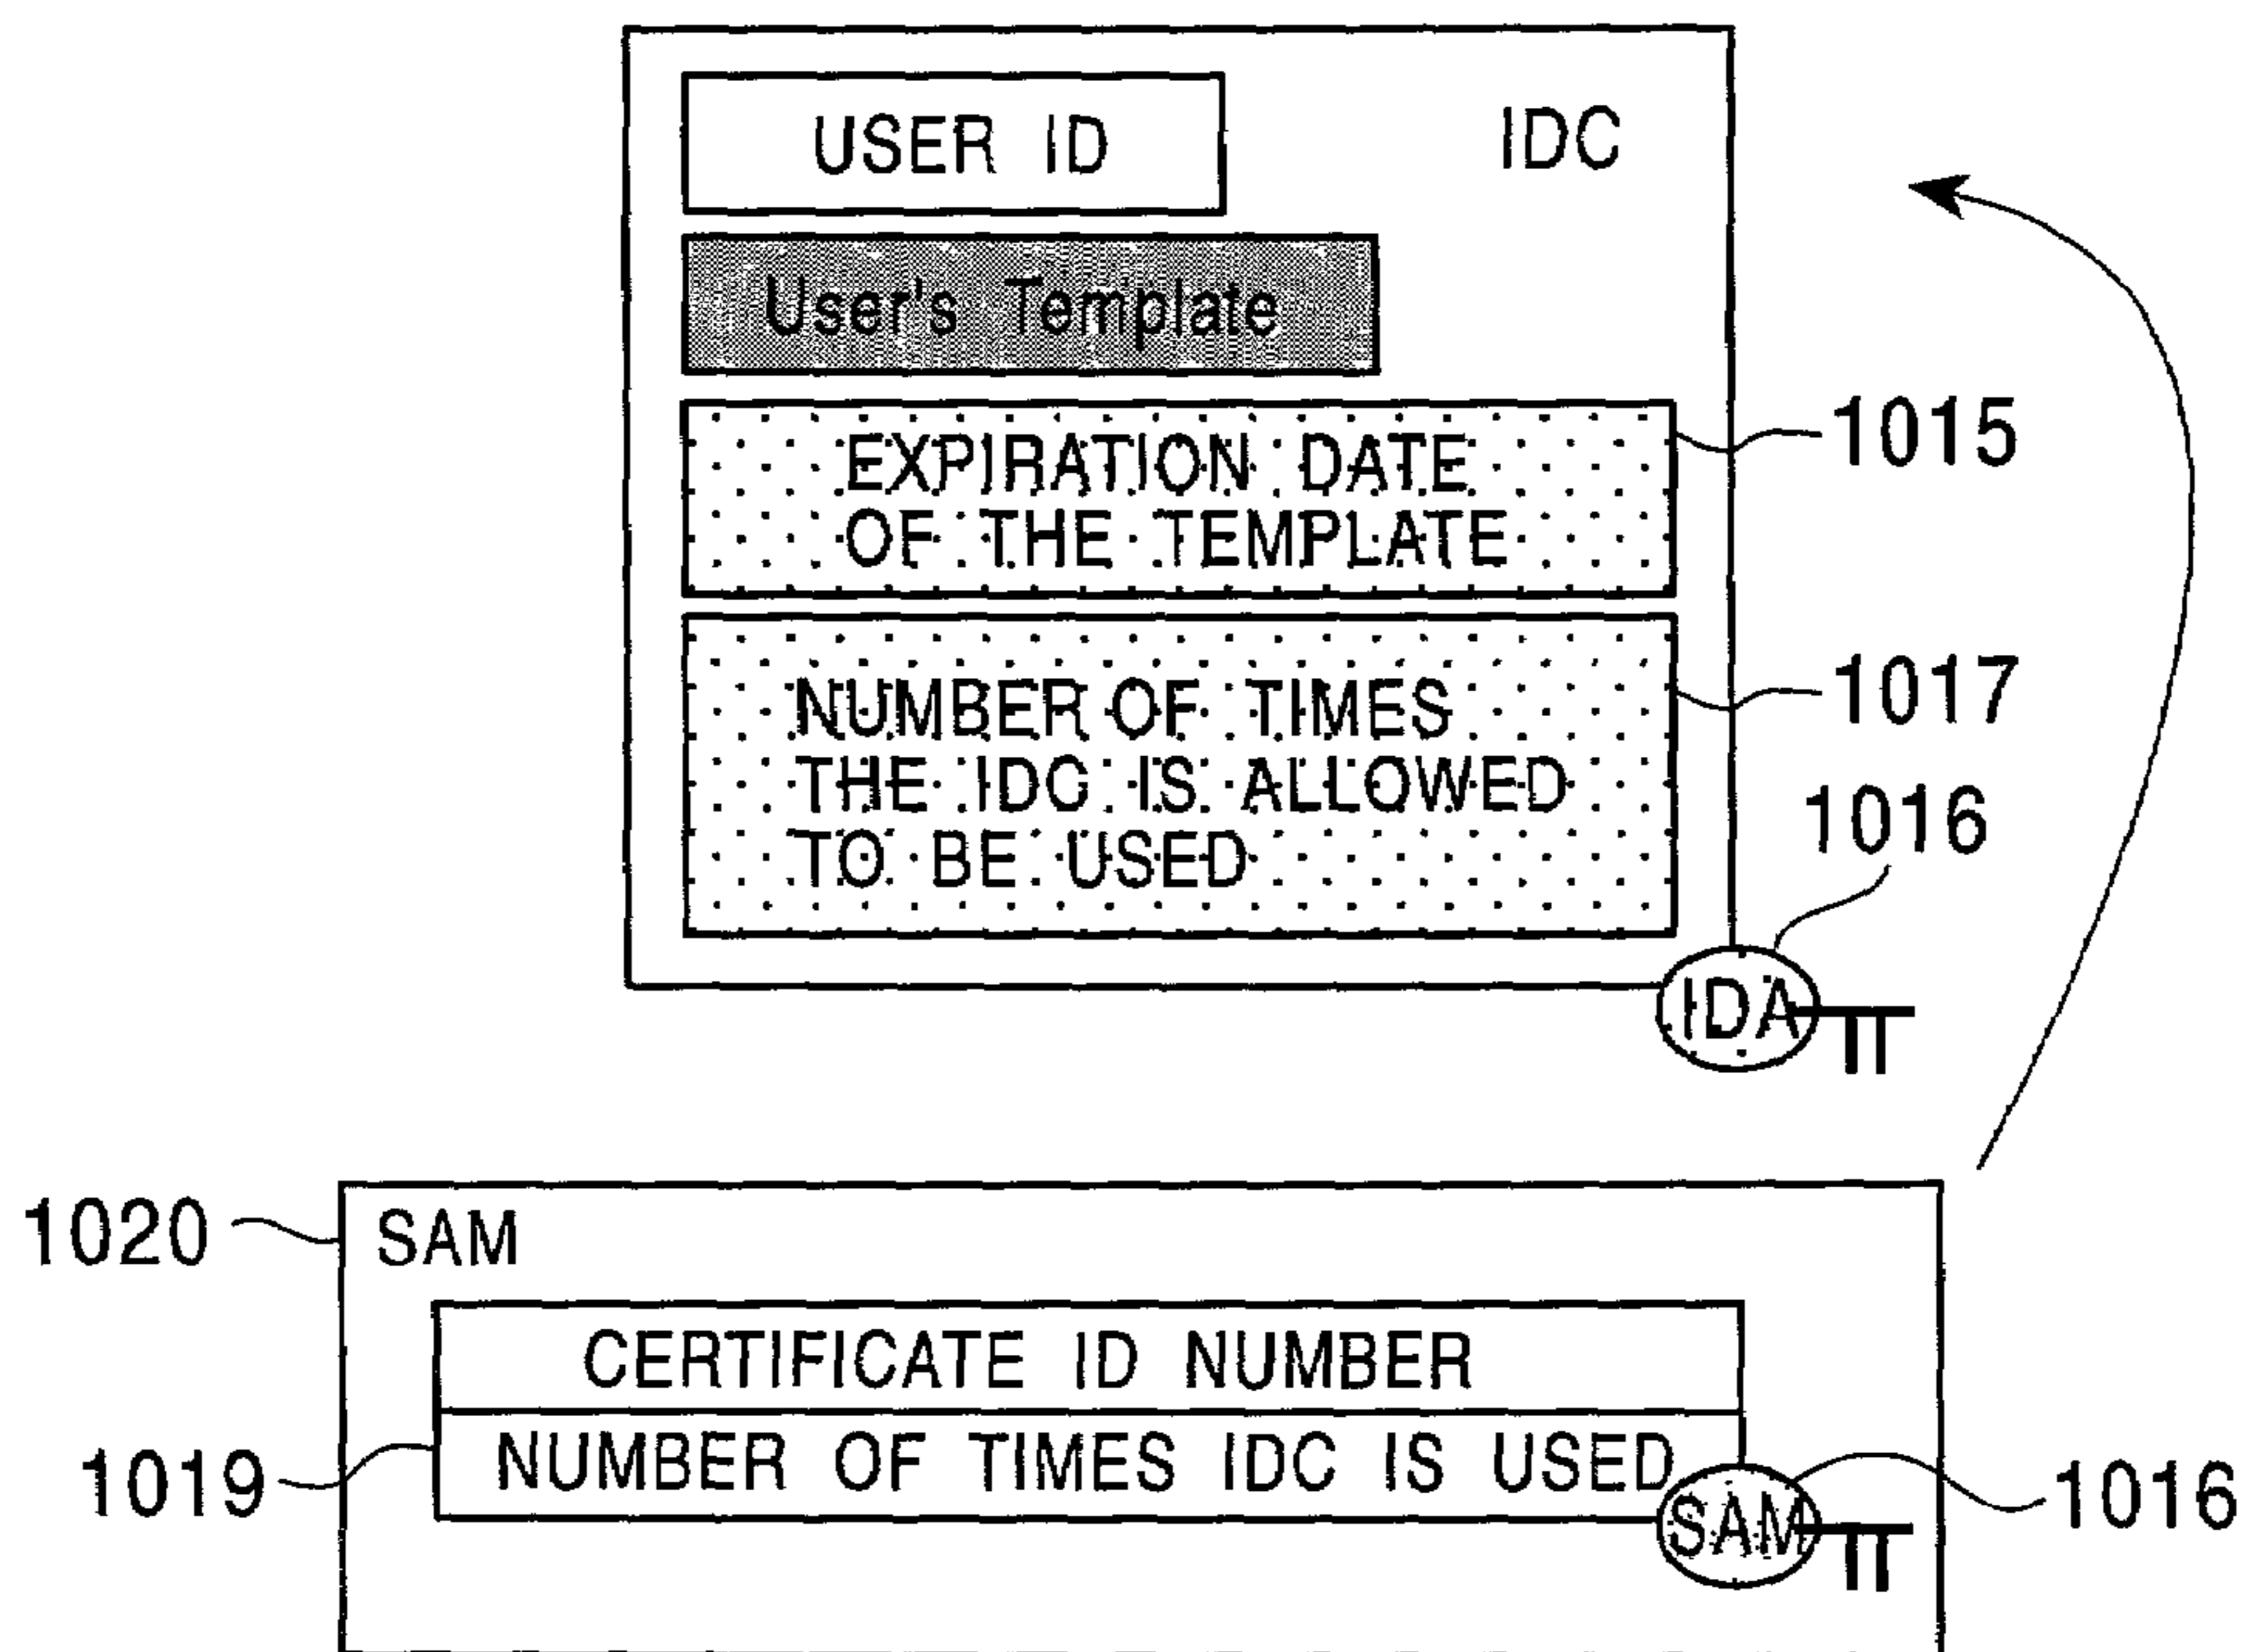 USER ID
IDC
User's Template
EXPIRATION DATE
OF THE TEMPLATE
1015
NUMBER OF TIMES
THE IDC IS ALLOWED
TO BE USED
1017
1016
IDA
1020
SAM
CERTIFICATE ID NUMBER
NUMBER OF TIMES IDC IS USED
1019
SAM
1016